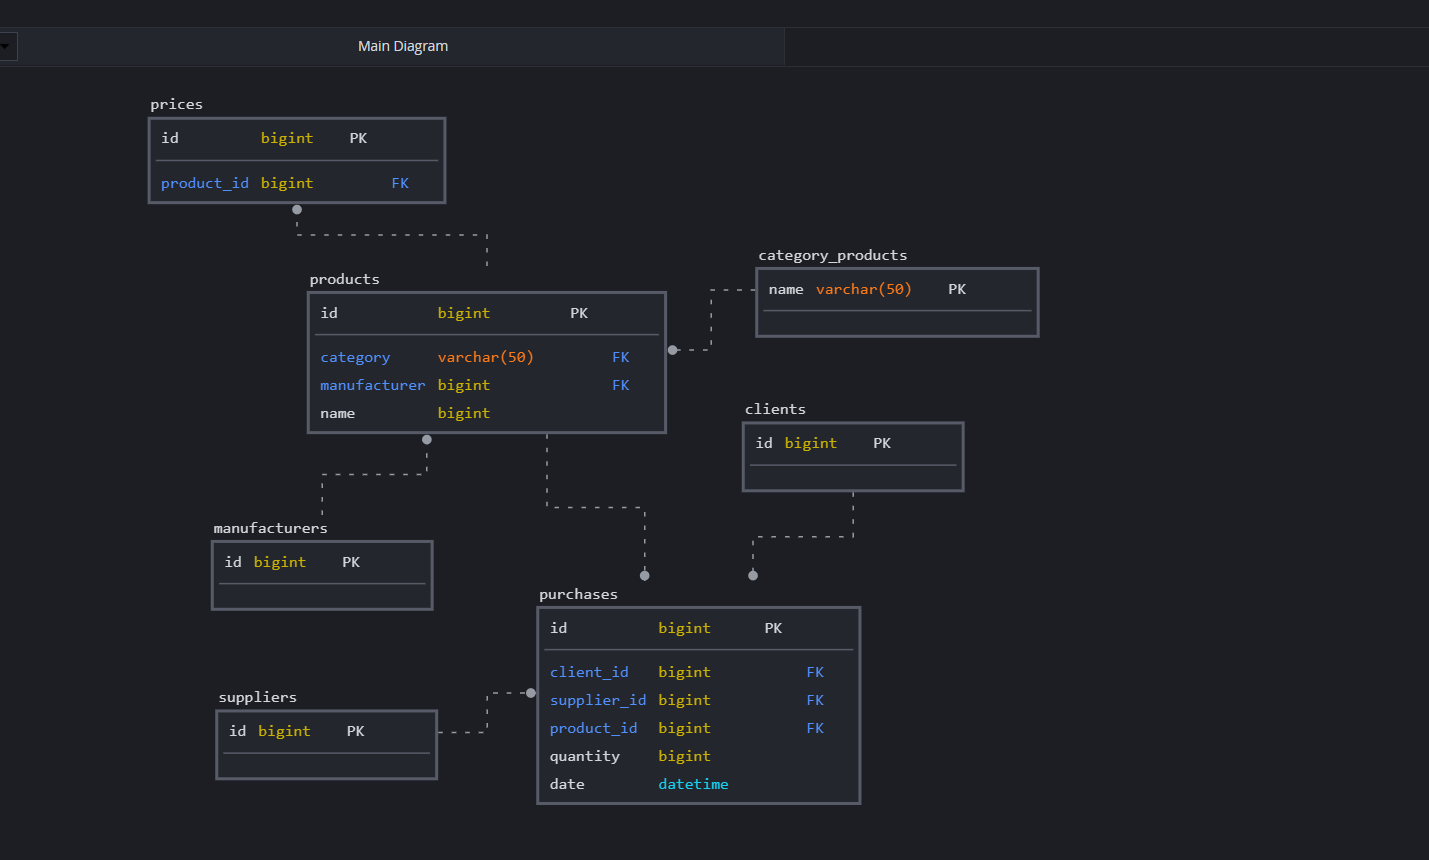 Main Diagram
prices
id bigint PK
product_id bigint FK
products
id bigint PK
category varchar(50) FK
manufacturer bigint FK
name bigint
category_products
name varchar(50) PK
clients
id bigint PK
manufacturers
id bigint PK
suppliers
id bigint PK
purchases
id bigint PK
client_id bigint FK
supplier_id bigint FK
product_id bigint FK
quantity bigint
date datetime